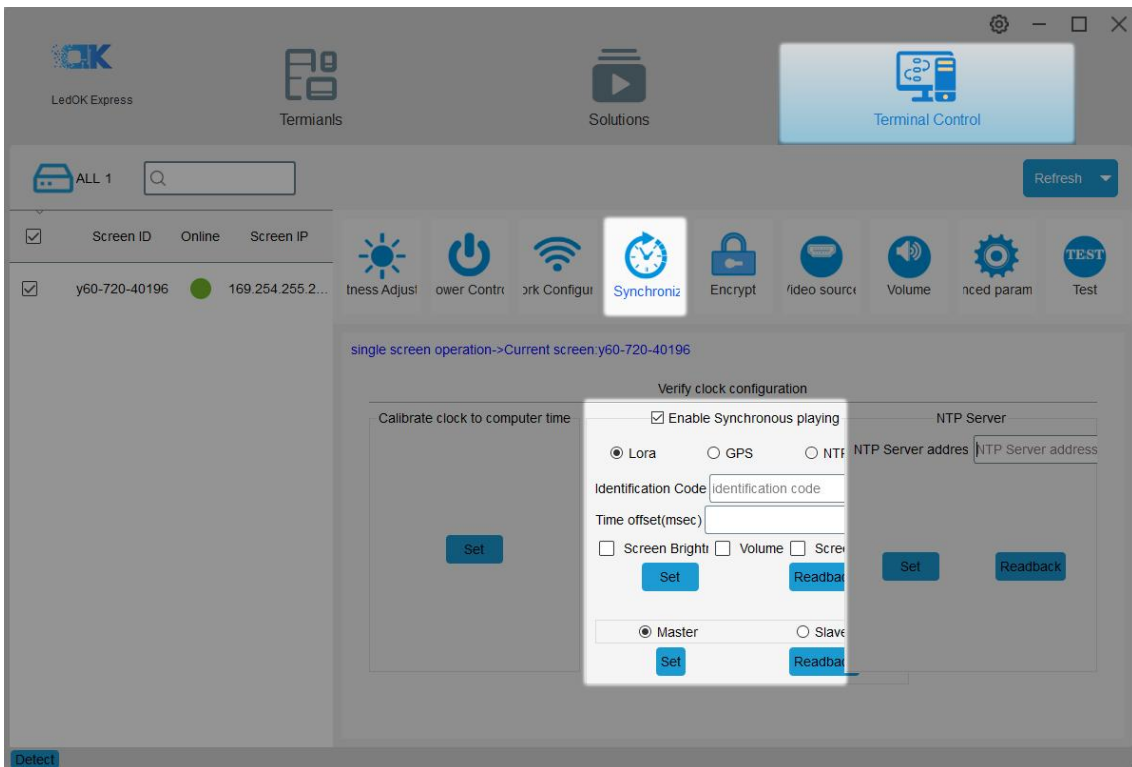 OK
LedOK Express
Termianls
Solutions
Terminal Control
ALL 1
Refresh
Screen ID Online Screen IP
y60-720-40196 169.254.255.2...
tness Adjust ower Contro ork Configur Synchroniz Encrypt /ideo source Volume nced param TEST Test
single screen operation->Current screen:y60-720-40196
Verify clock configuration
Calibrate clock to computer time
Set
Enable Synchronous playing
Lora GPS NTP
Identification Code identification code
Time offset(msec)
Screen Brightr Volume Scree
Set Readbac
Master Slave
Set Readbac
NTP Server
NTP Server addres NTP Server address
Set Readback
Detect